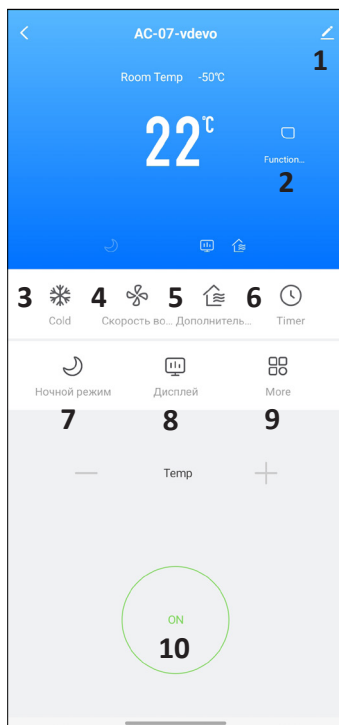 AC-07-vdevo
1
Room Temp -50℃
22℃
Function...
2
3 4 5 6
Cold Скорость во... Дополнитель... Timer
Ночной режим Дисплей More
7 8 9
Temp
ON
10